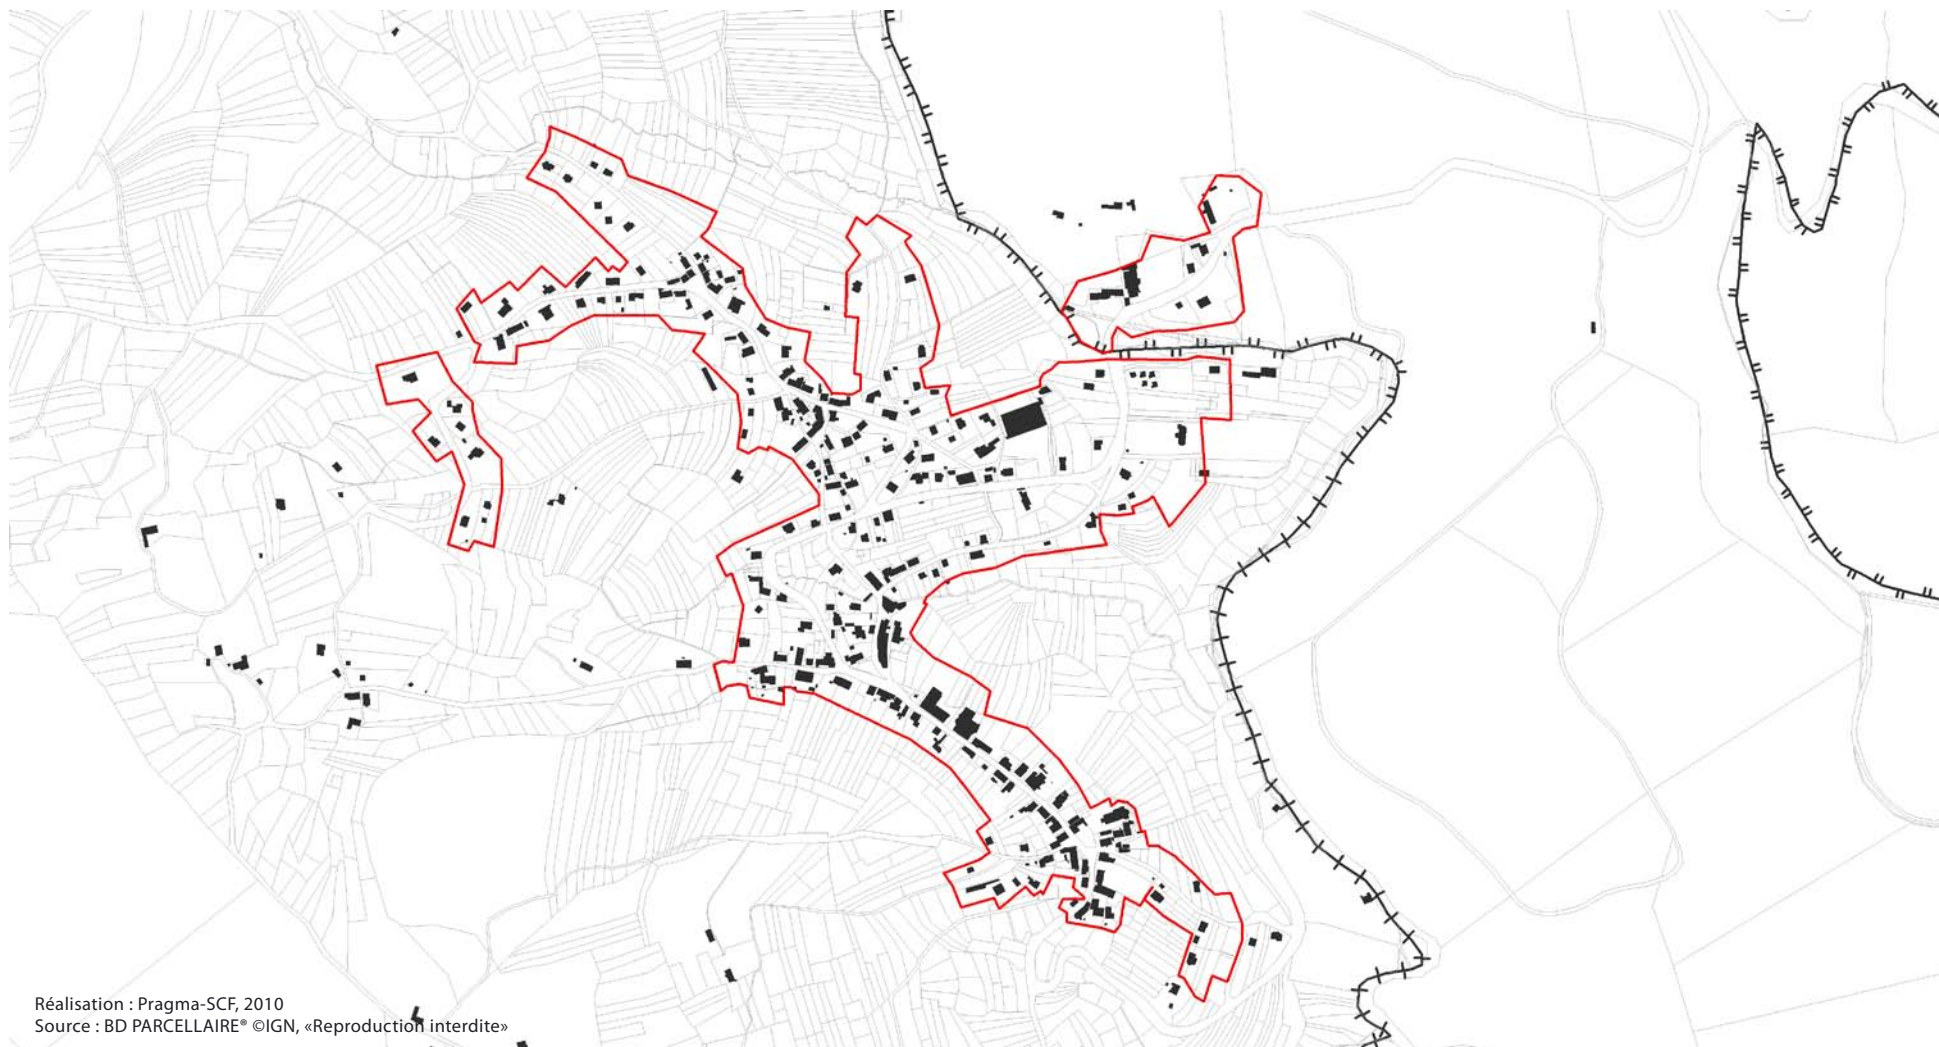 Réalisation : Pragma-SCF, 2010
Source : BD PARCELLAIRE® ©IGN, «Reproduction interdite»